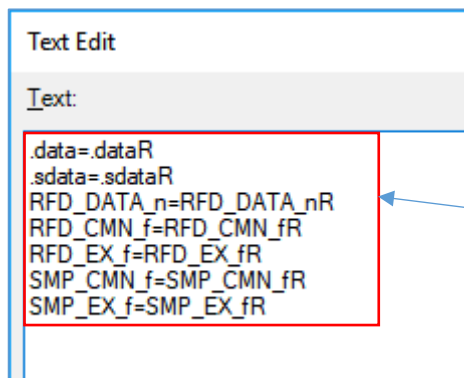 Text Edit
Text:
.data=.dataR
.sdata=.sdataR
RFD_DATA_n=RFD_DATA_nR
RFD_CMN_f=RFD_CMN_fR
RFD_EX_f=RFD_EX_fR
SMP_CMN_f=SMP_CMN_fR
SMP_EX_f=SMP_EX_fR